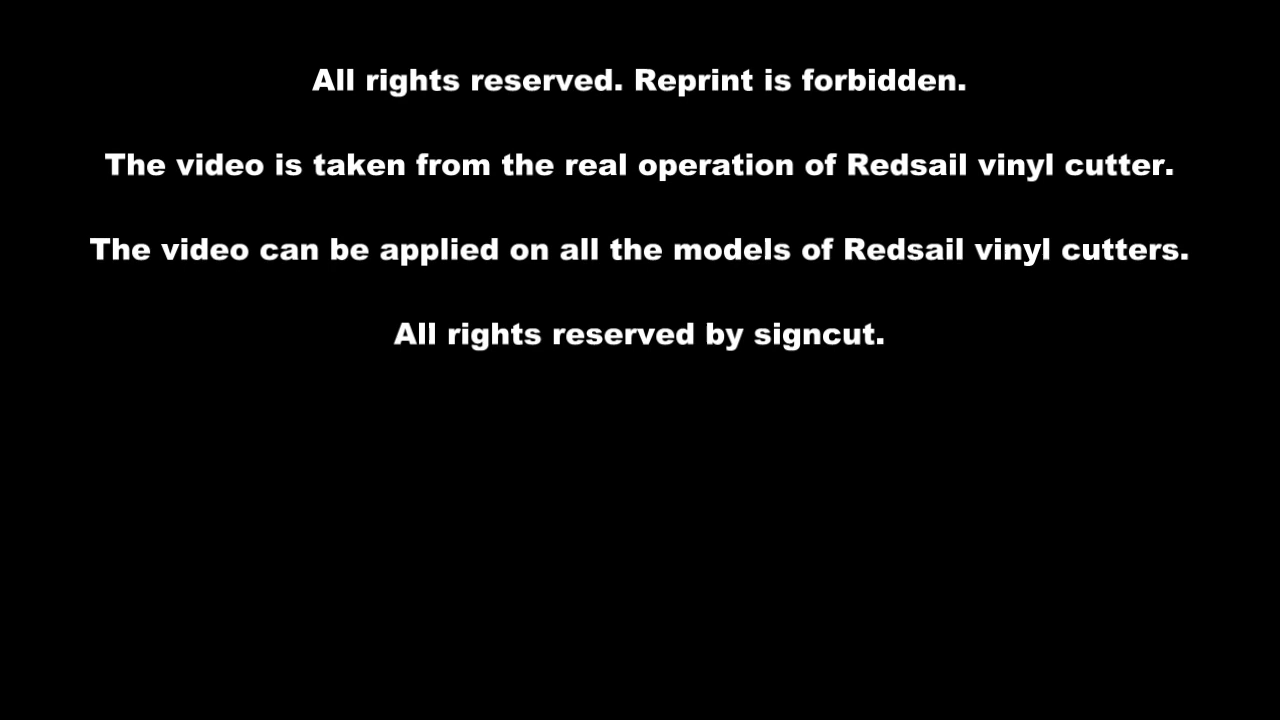 All rights reserved. Reprint is forbidden.
The video is taken from the real operation of Redsail vinyl cutter.
The video can be applied on all the models of Redsail vinyl cutters.
All rights reserved by signcut.